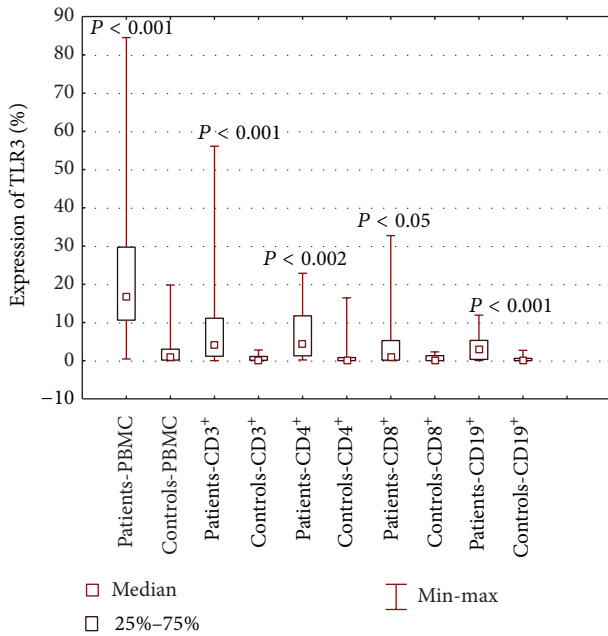 Expression of TLR3 (%)
90
80
70
60
50
40
30
20
10
0
−10
P < 0.001
P < 0.001
P < 0.002
P < 0.05
P < 0.001
Patients-PBMC
Controls-PBMC
Patients-CD3+
Controls-CD3+
Patients-CD4+
Controls-CD4+
Patients-CD8+
Controls-CD8+
Patients-CD19+
Controls-CD19+
Median
25%–75%
Min-max